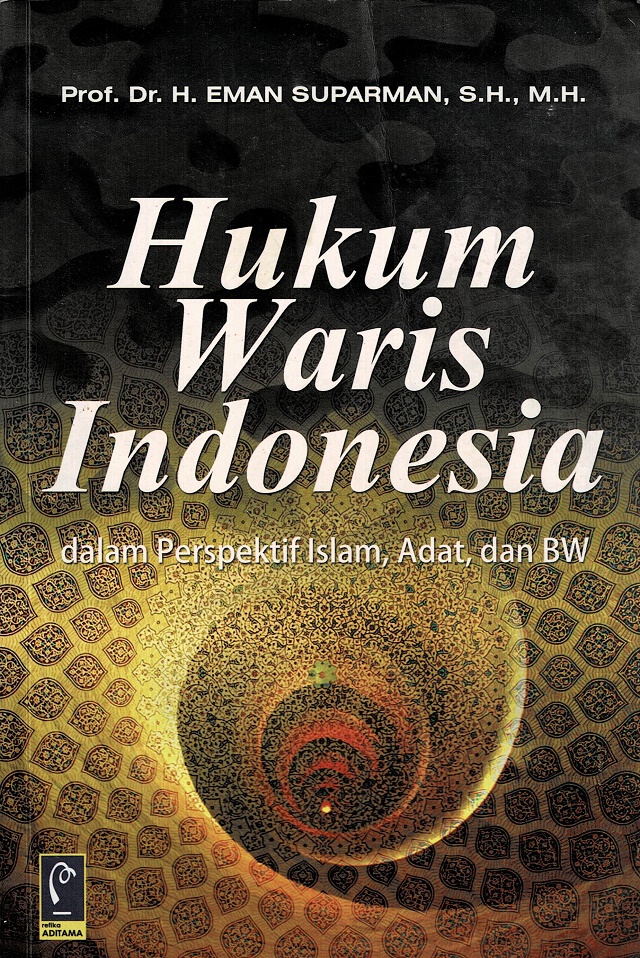 Prof. Dr. H. EMAN SUPARMAN, S.H., M.H.
Hukum
Waris
Indonesia
dalam Perspektif Islam, Adat, dan BW
refika
ADITAMA